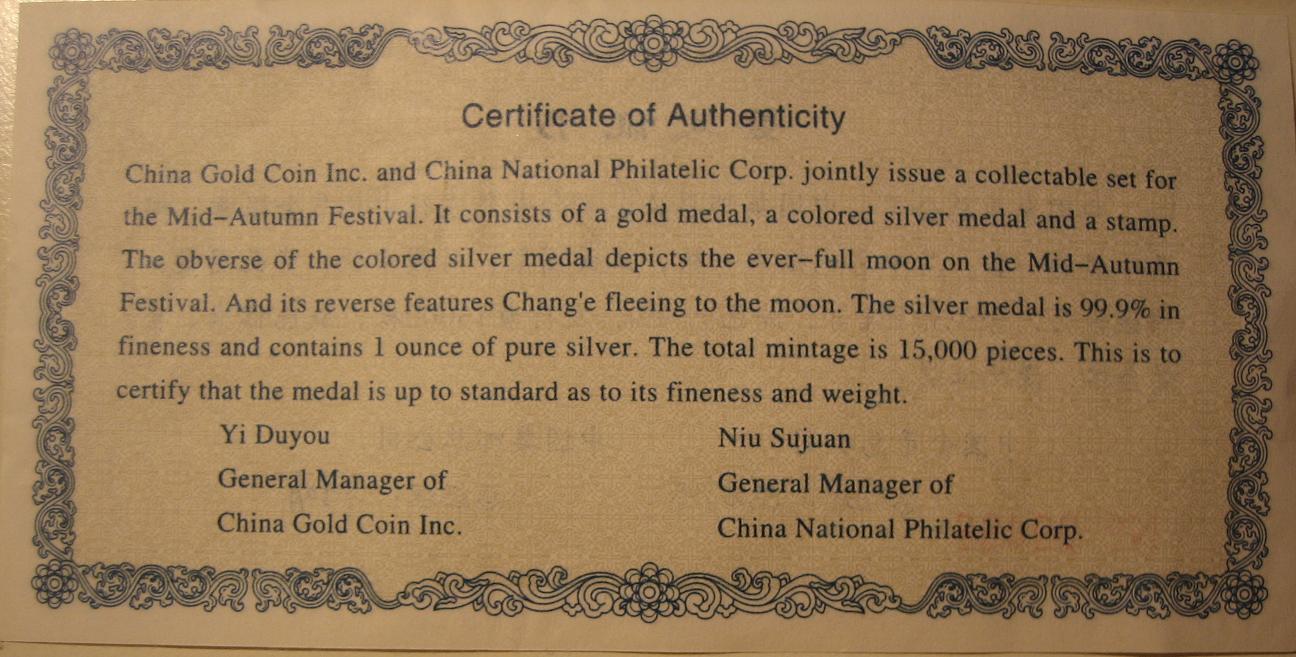 Certificate of Authenticity
China Gold Coin Inc. and China National Philatelic Corp. jointly issue a collectable set for
the Mid–Autumn Festival. It consists of a gold medal, a colored silver medal and a stamp.
The obverse of the colored silver medal depicts the ever–full moon on the Mid–Autumn
Festival. And its reverse features Chang'e fleeing to the moon. The silver medal is 99.9% in
fineness and contains 1 ounce of pure silver. The total mintage is 15,000 pieces. This is to
certify that the medal is up to standard as to its fineness and weight.
Yi Duyou
General Manager of
China Gold Coin Inc.
Niu Sujuan
General Manager of
China National Philatelic Corp.